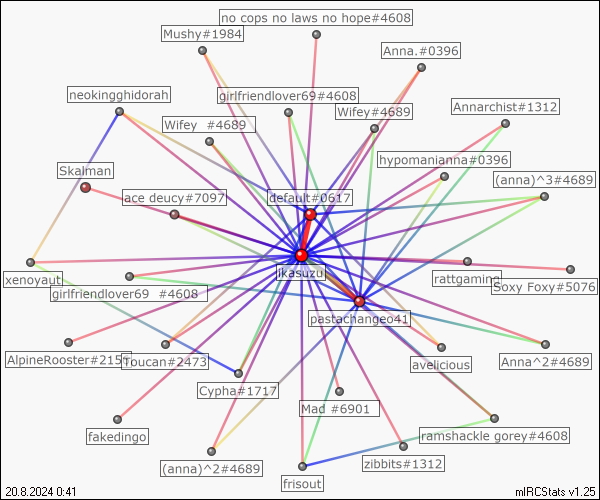 no cops no laws no hope#4608
Mushy#1984
Anna.#0396
neokingghidorah
girlfriendlover69#4608
Wifey#4689
Annarchist#1312
Wifey #4689
hypomanianna#0396
Skalman
(anna)^3#4689
ace deucy#7097
default#0617
ikasuzu
rattgamina
xenoyaut
Soxy Foxy#5076
girlfriendlover69 #4608
pastachangeo41
AlpineRooster#215
Toucan#2473
Anna^2#4689
avelicious
Cypha#1717
Mad #6901
fakedingo
ramshackle gorey#4608
(anna)^2#4689
zibbits#1312
frisout
20.8.2024 0:41
mIRCStats v1.25